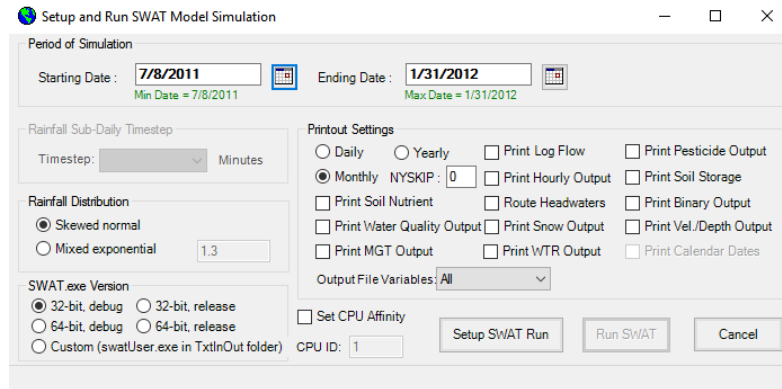 Setup and Run SWAT Model Simulation
Period of Simulation
Starting Date : 7/8/2011 Ending Date : 1/31/2012
Min Date = 7/8/2011 Max Date = 1/31/2012
Rainfall Sub-Daily Timestep
Timestep: Minutes
Rainfall Distribution
Skewed normal
Mixed exponential 1.3
SWAT.exe Version
32-bit, debug 32-bit, release
64-bit, debug 64-bit, release
Custom (swatUser.exe in TxtInOut folder)
Printout Settings
Daily Yearly Print Log Flow Print Pesticide Output
Monthly NYSKIP : 0 Print Hourly Output Print Soil Storage
Print Soil Nutrient Route Headwaters Print Binary Output
Print Water Quality Output Print Snow Output Print Vel./Depth Output
Print MGT Output Print WTR Output Print Calendar Dates
Output File Variables: All
Set CPU Affinity
CPU ID: 1
Setup SWAT Run Run SWAT Cancel